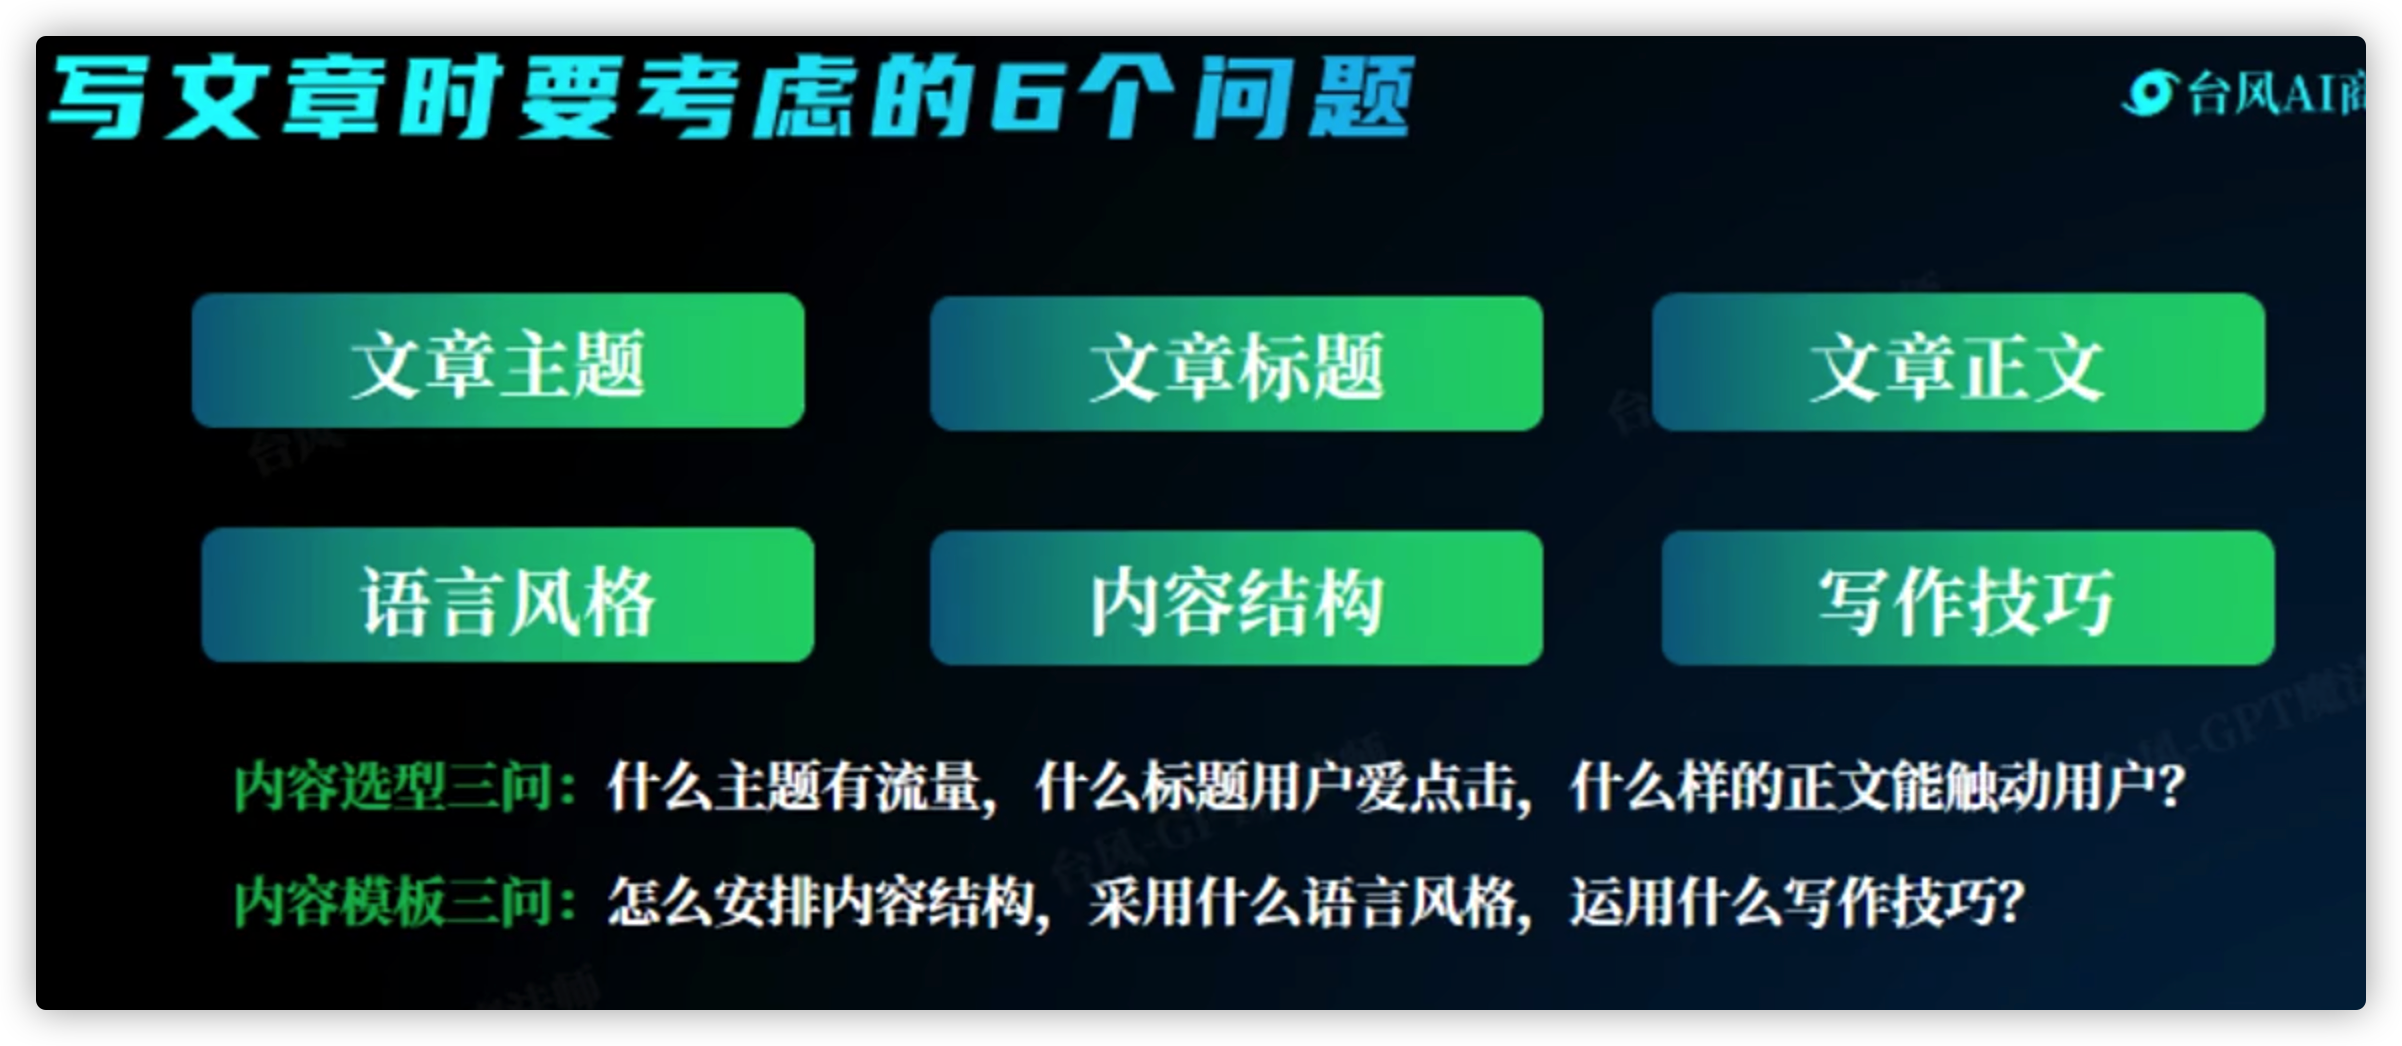 写文章时要考虑的6个问题
台风AI商
文章主题
文章标题
文章正文
语言风格
内容结构
写作技巧
内容选型三问：什么主题有流量，什么标题用户爱点击，什么样的正文能触动用户？
内容模板三问：怎么安排内容结构，采用什么语言风格，运用什么写作技巧？